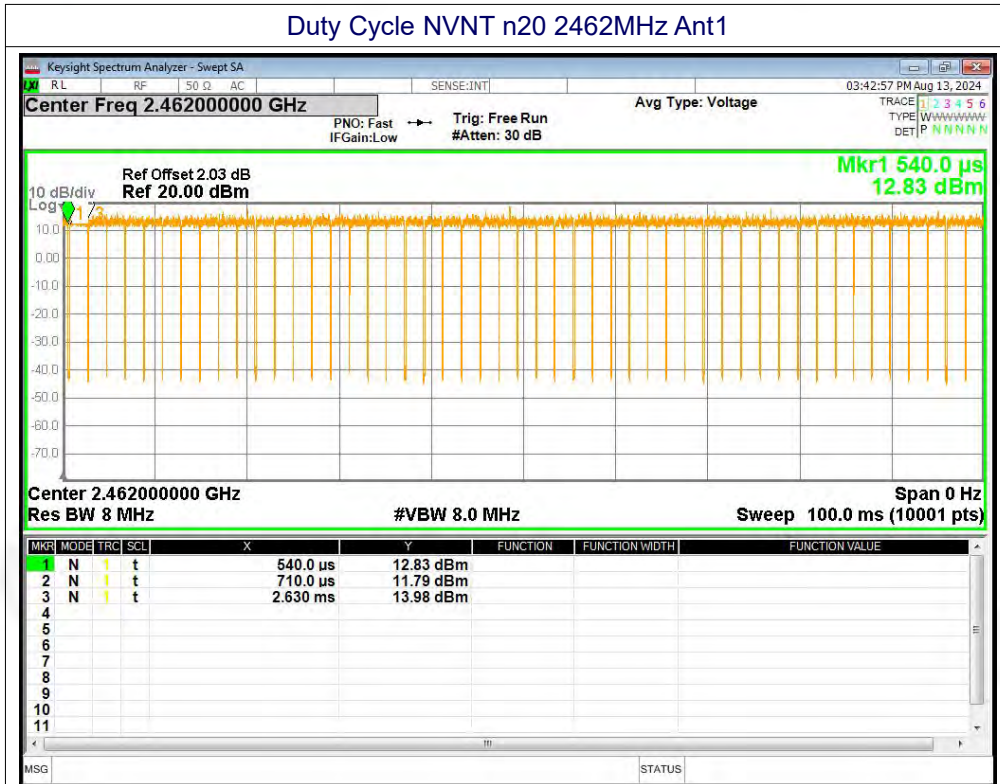 Duty Cycle NVNT n20 2462MHz Ant1
Keysight Spectrum Analyzer - Swept SA
LXI RL RF 50 Ω AC SENSE:INT 03:42:57 PM Aug 13, 2024
Center Freq 2.462000000 GHz Avg Type: Voltage TRACE 1 2 3 4 5 6
PNO: Fast Trig: Free Run TYPE WWWWWW
IFGain:Low #Atten: 30 dB DET P N N N N N
Mkr1 540.0 µs
Ref Offset 2.03 dB
10 dB/div Ref 20.00 dBm 12.83 dBm
Log
1 3
10.0
0.00
-10.0
-20.0
-30.0
-40.0
-50.0
-60.0
-70.0
Center 2.462000000 GHz Span 0 Hz
Res BW 8 MHz #VBW 8.0 MHz Sweep 100.0 ms (10001 pts)
MKR MODE TRC SCL X Y FUNCTION FUNCTION WIDTH FUNCTION VALUE
1 N 1 t 540.0 µs 12.83 dBm
2 N 1 t 710.0 µs 11.79 dBm
3 N 1 t 2.630 ms 13.98 dBm
4
5
6
7
8
9
10
11
MSG STATUS